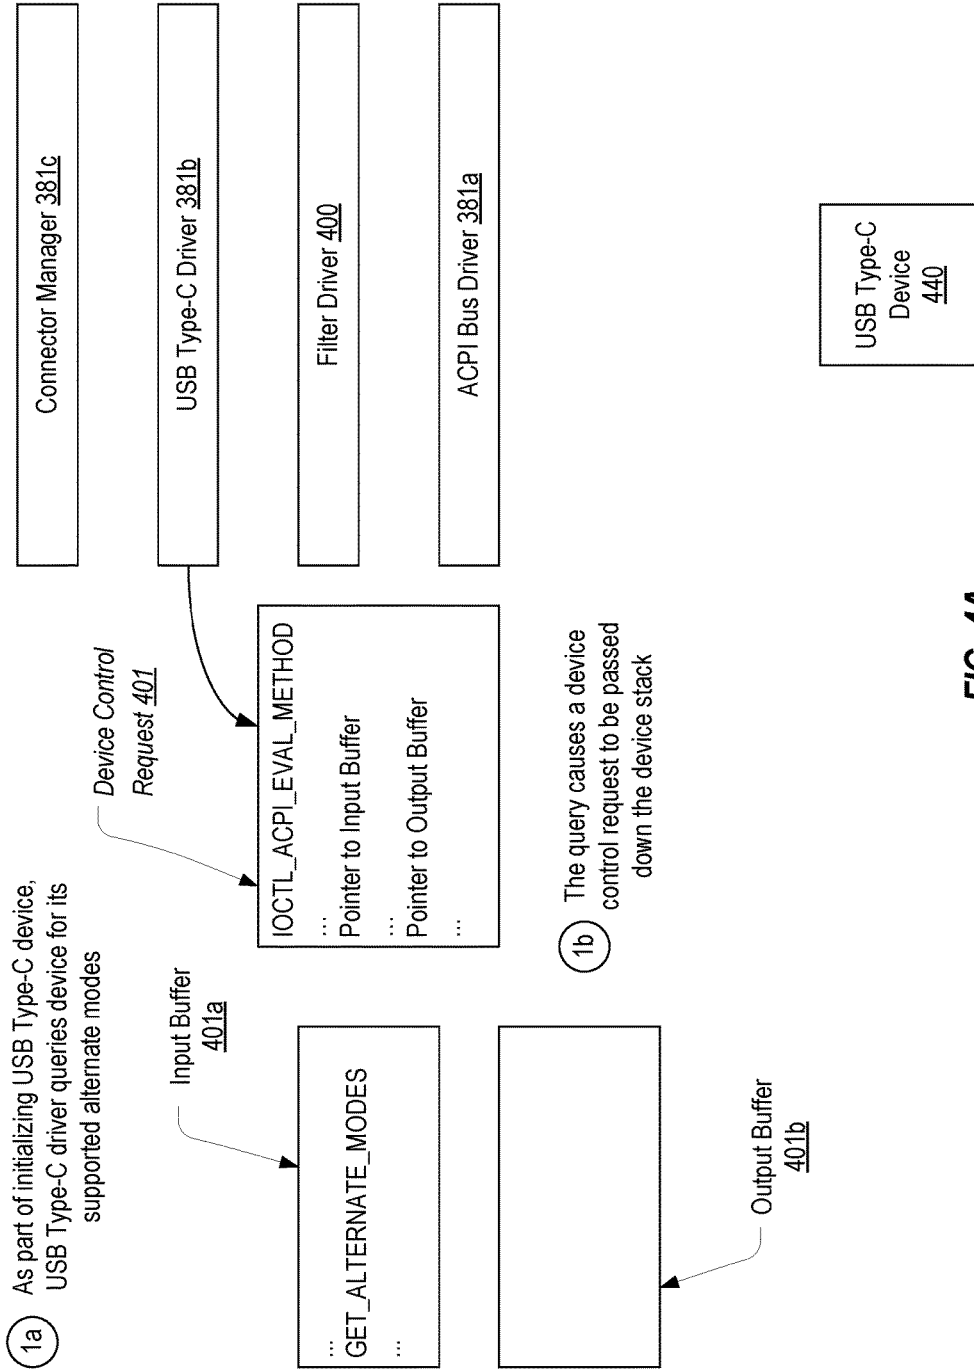 1a
As part of initializing USB Type-C device,
USB Type-C driver queries device for its
supported alternate modes
Device Control
Request 401
Connector Manager 381c
Input Buffer
401a
USB Type-C Driver 381b
...
GET_ALTERNATE_MODES
...
IOCTL_ACPI_EVAL_METHOD
...
Pointer to Input Buffer
...
Pointer to Output Buffer
...
Filter Driver 400
ACPI Bus Driver 381a
1b
The query causes a device
control request to be passed
down the device stack
Output Buffer
401b
USB Type-C
Device
440
FIG. 4A